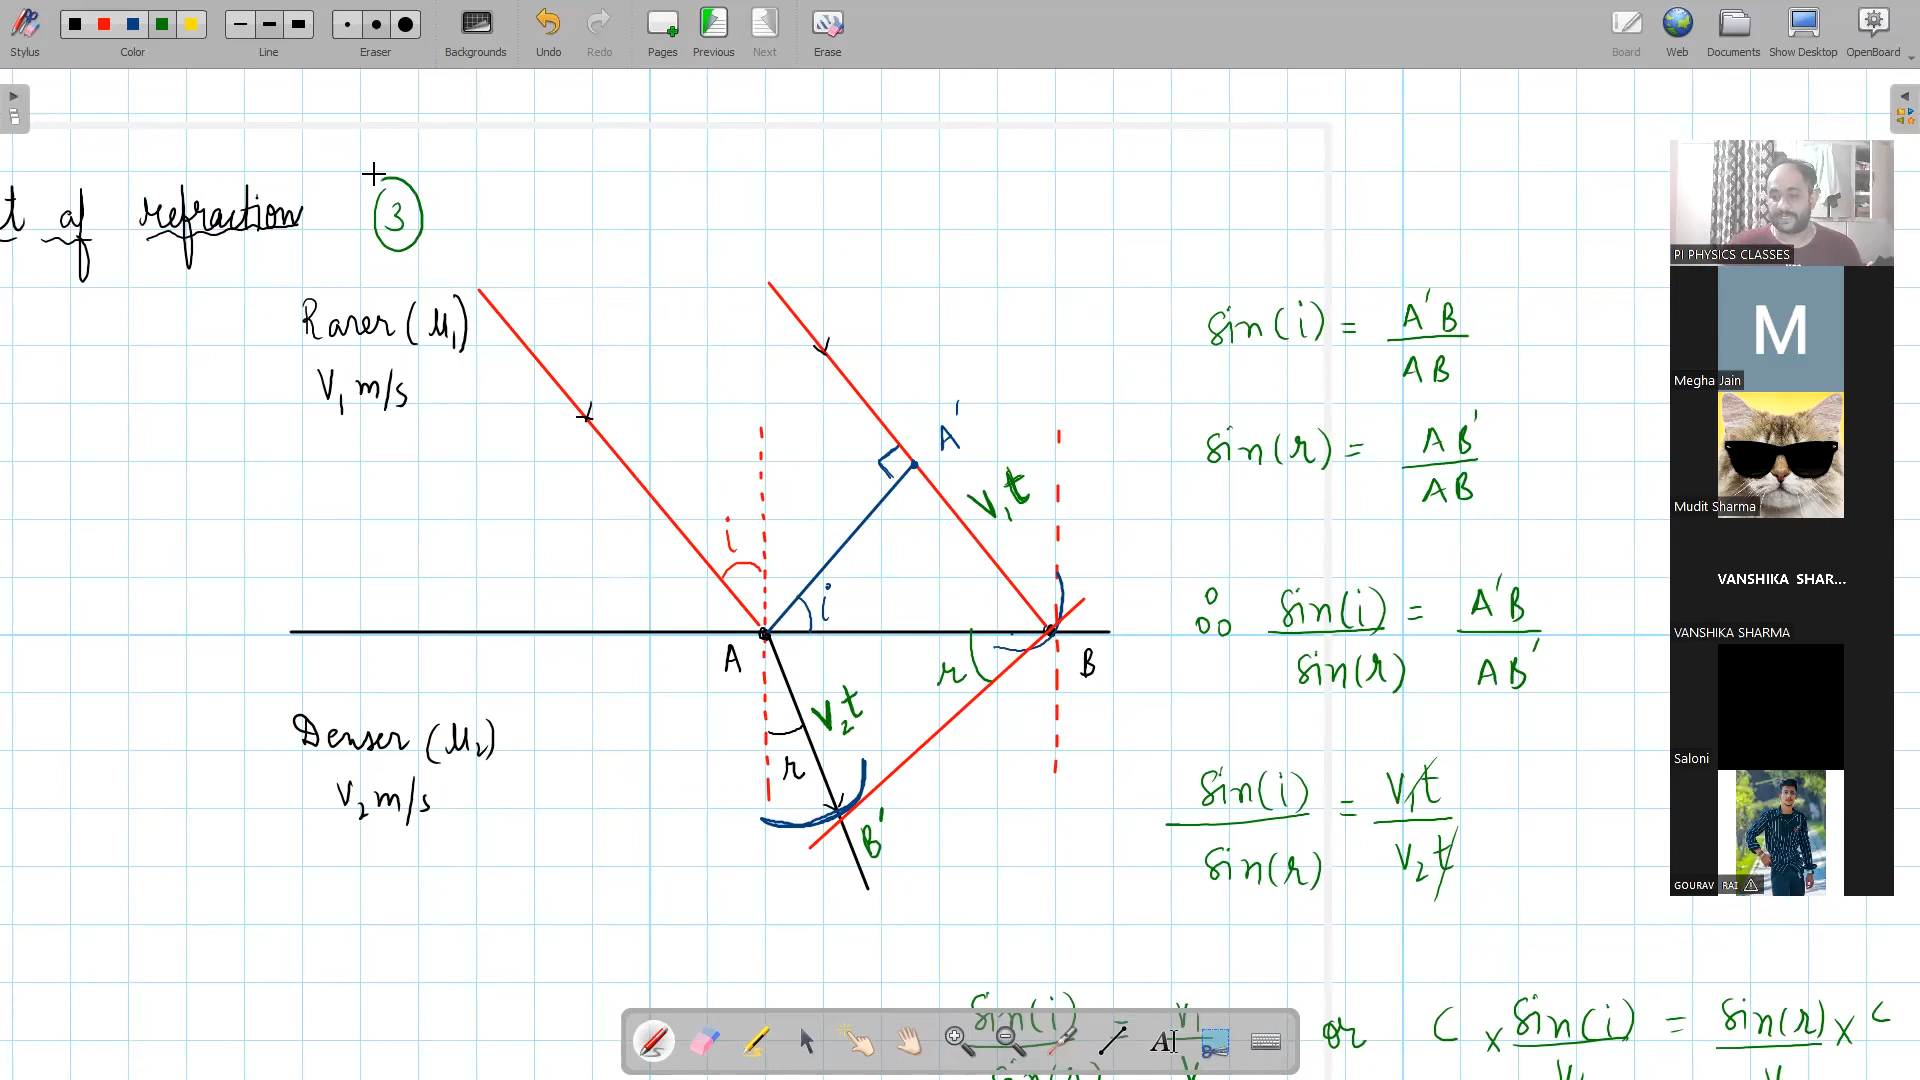 Stylus
Color
Line
Eraser
Backgrounds
Undo
Redo
Pages
Previous
Next
Erase
Board
Web
Documents
Show Desktop
OpenBoard
t of refraction 3
Rarer (μ₁)
V₁ m/s
i
A'
V₁t
i
A
B
r
V₂t
r
B'
Denser (μ₂)
V₂ m/s
sin(i) = A'B / AB
sin(r) = AB' / AB
∴ sin(i) / sin(r) = A'B / AB'
sin(i) / sin(r) = V₁t / V₂t
sin(i) = V₁
or C × sin(i) = sin(r) × C
PI PHYSICS CLASSES
M
Megha Jain
Mudit Sharma
VANSHIKA SHAR...
VANSHIKA SHARMA
Saloni
GOURAV RAI